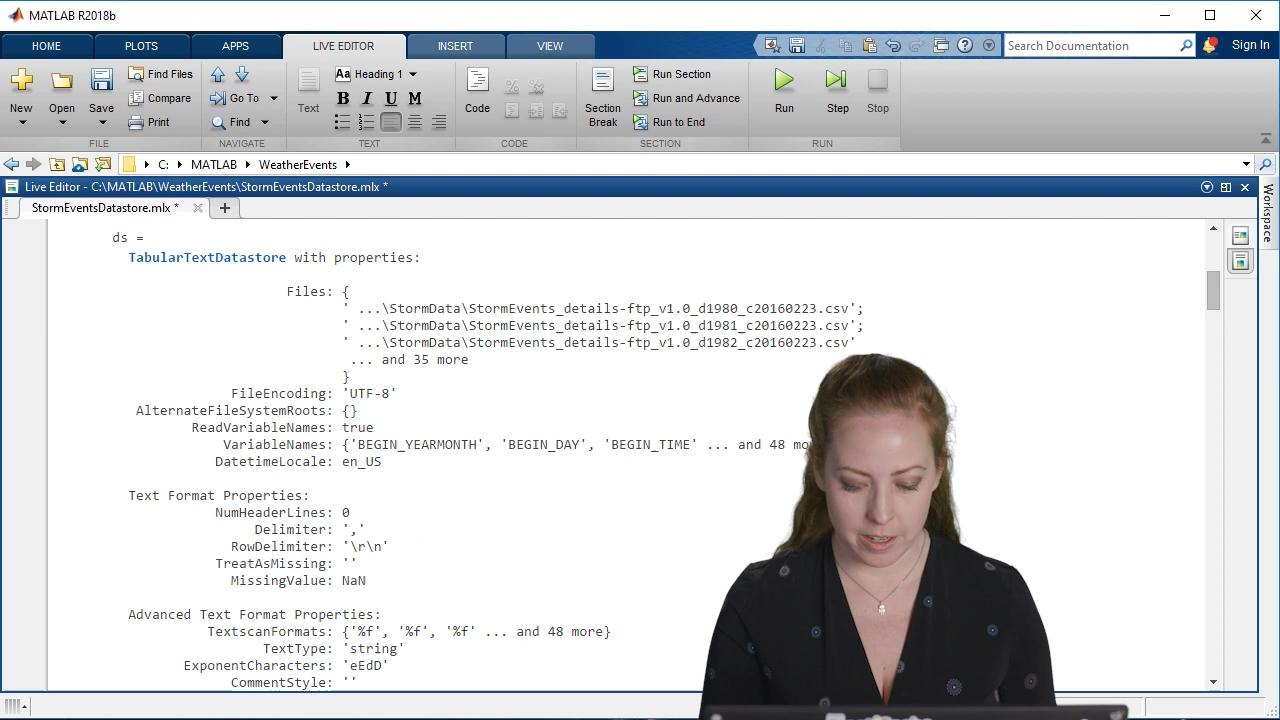 MATLAB R2018b
HOME PLOTS APPS LIVE EDITOR INSERT VIEW Search Documentation Sign In
New Open Save Find Files Compare Print
FILE
Go To Find
NAVIGATE
Text Aa Heading 1 B I U M
TEXT
Code
CODE
Section Break Run Section Run and Advance Run to End
SECTION
Run Step Stop
RUN
C: MATLAB WeatherEvents
Live Editor - C:\MATLAB\WeatherEvents\StormEventsDatastore.mlx *
StormEventsDatastore.mlx *
Workspace
ds =
TabularTextDatastore with properties:
Files: {
' ...\StormData\StormEvents_details-ftp_v1.0_d1980_c20160223.csv';
' ...\StormData\StormEvents_details-ftp_v1.0_d1981_c20160223.csv';
' ...\StormData\StormEvents_details-ftp_v1.0_d1982_c20160223.csv'
... and 35 more
}
FileEncoding: 'UTF-8'
AlternateFileSystemRoots: {}
ReadVariableNames: true
VariableNames: {'BEGIN_YEARMONTH', 'BEGIN_DAY', 'BEGIN_TIME' ... and 48
DatetimeLocale: en_US
Text Format Properties:
NumHeaderLines: 0
Delimiter: ','
RowDelimiter: '\r\n'
TreatAsMissing: ''
MissingValue: NaN
Advanced Text Format Properties:
TextscanFormats: {'%f', '%f', '%f' ... and 48 more}
TextType: 'string'
ExponentCharacters: 'eEdD'
CommentStyle: ''